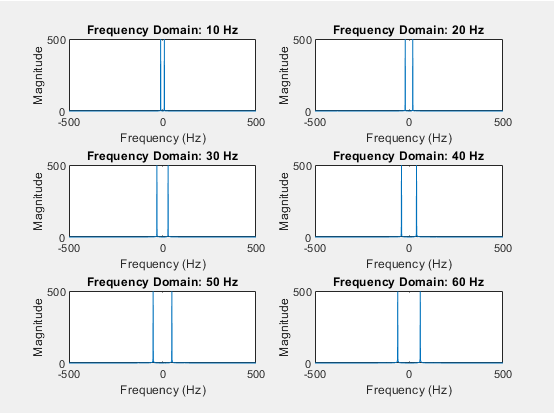 Frequency Domain: 10 Hz
500
Magnitude
0
-500 0 500
Frequency (Hz)
Frequency Domain: 20 Hz
500
Magnitude
0
-500 0 500
Frequency (Hz)
Frequency Domain: 30 Hz
500
Magnitude
0
-500 0 500
Frequency (Hz)
Frequency Domain: 40 Hz
500
Magnitude
0
-500 0 500
Frequency (Hz)
Frequency Domain: 50 Hz
500
Magnitude
0
-500 0 500
Frequency (Hz)
Frequency Domain: 60 Hz
500
Magnitude
0
-500 0 500
Frequency (Hz)